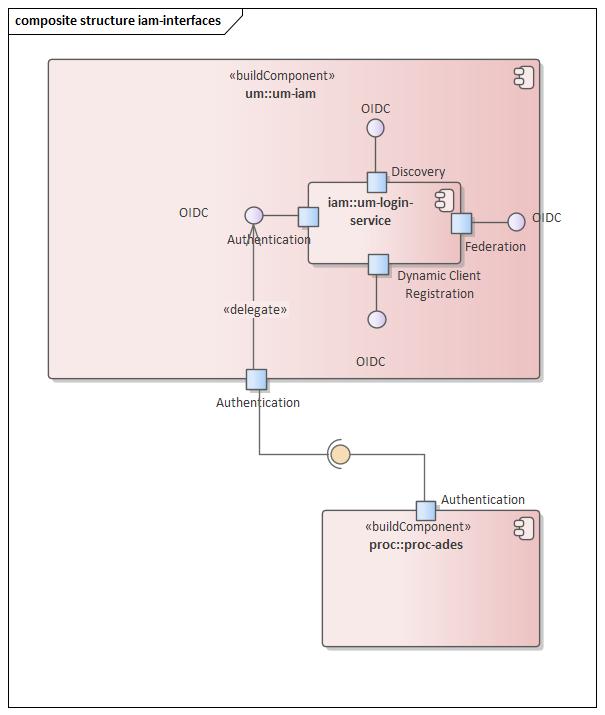 composite structure iam-interfaces
«buildComponent»
um::um-iam
OIDC
Discovery
iam::um-login-
service
OIDC
Authentication
OIDC
Federation
Dynamic Client
Registration
«delegate»
OIDC
Authentication
Authentication
«buildComponent»
proc::proc-ades